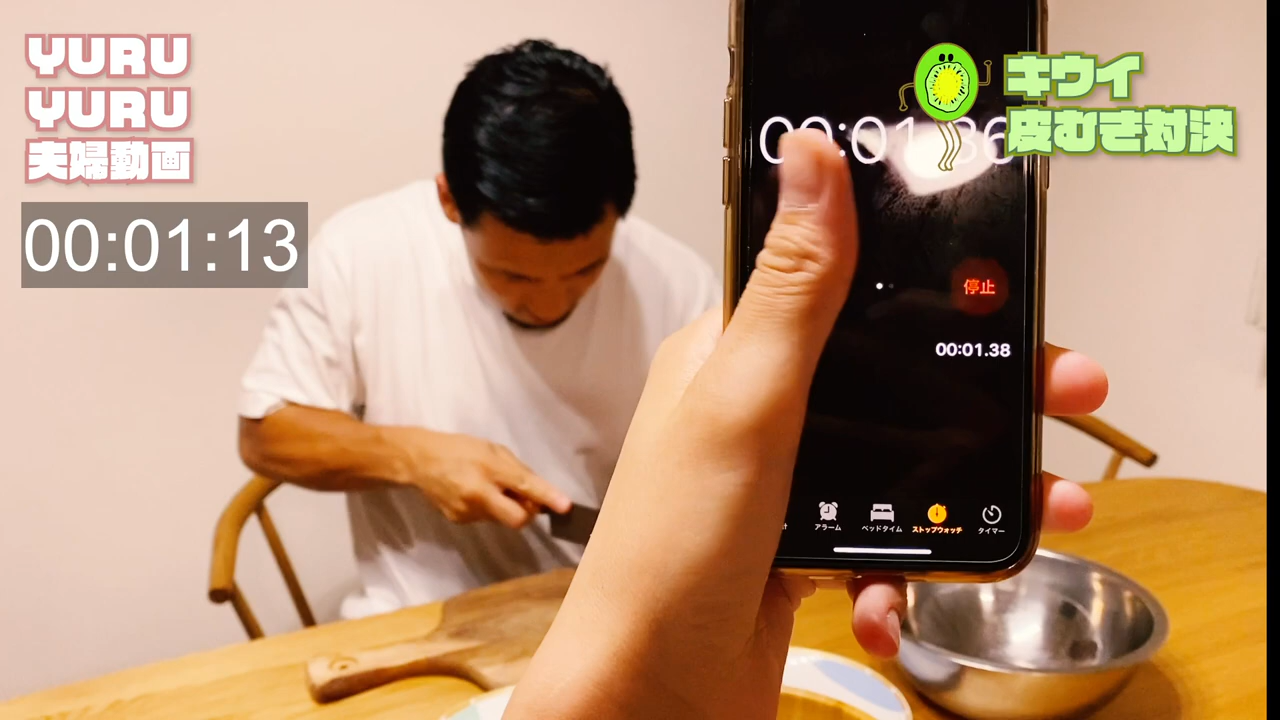 YURU
YURU
夫婦動画
00:01:13
キウイ
皮むき対決
停止
00:01.38
アラーム
ベッドタイム
ストップウォッチ
タイマー